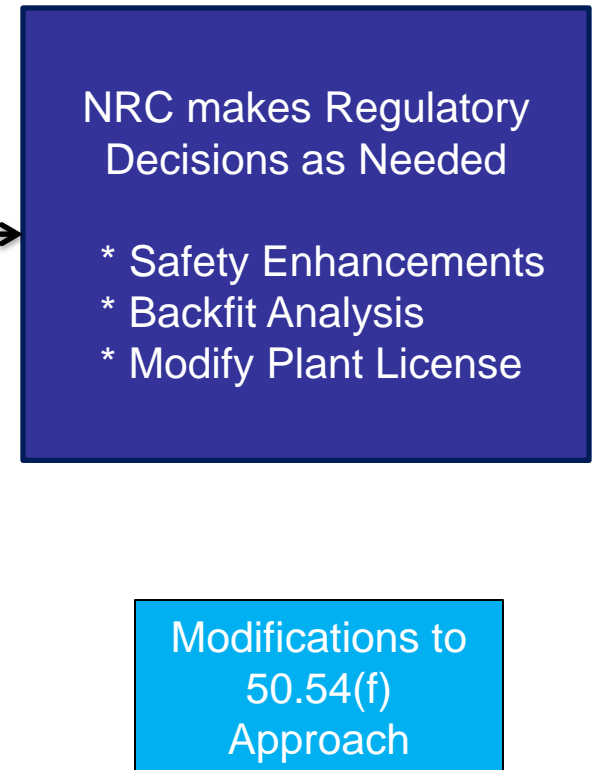 NRC makes Regulatory
Decisions as Needed
* Safety Enhancements
* Backfit Analysis
* Modify Plant License
Modifications to
50.54(f)
Approach